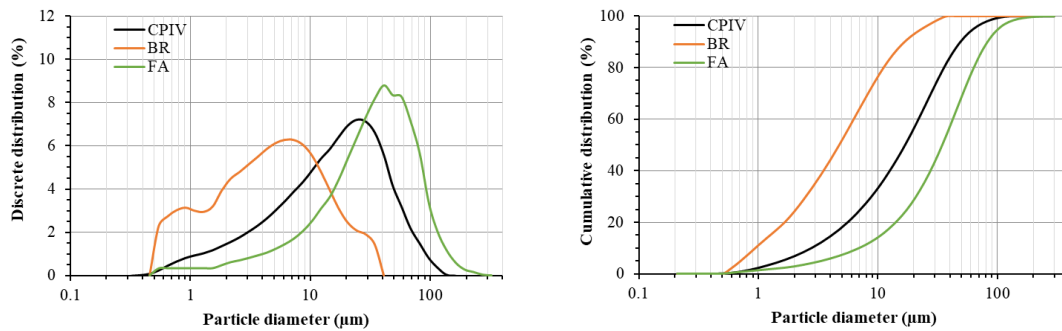 12
10
8
6
4
2
0
Discrete distribution (%)
CPIV
BR
FA
0.1
1
10
100
Particle diameter (µm)
100
80
60
40
20
0
Cumulative distribution (%)
CPIV
BR
FA
0.1
1
10
100
Particle diameter (µm)